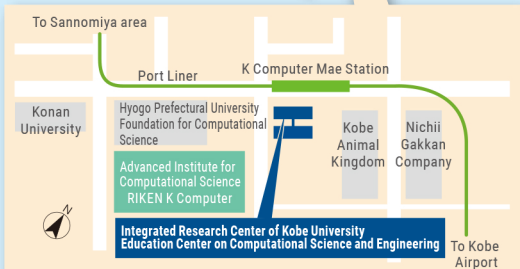 To Sannomiya area
Port Liner
K Computer Mae Station
Konan
University
Hyogo Prefectural University
Foundation for Computational
Science
Kobe
Animal
Kingdom
Nichii
Gakkan
Company
Advanced Institute for
Computational Science
RIKEN K Computer
N
Integrated Research Center of Kobe University
Education Center on Computational Science and Engineering
To Kobe
Airport